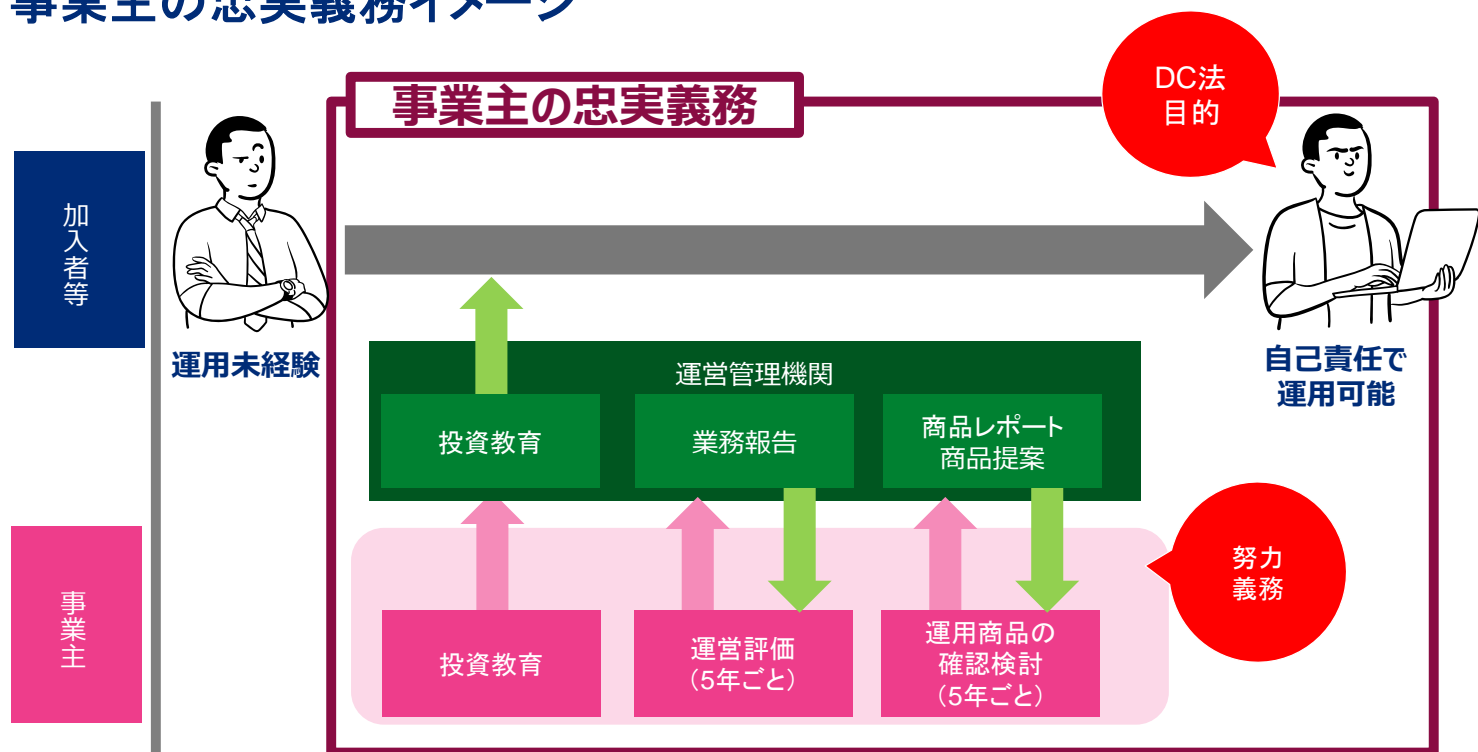 事業主の忠実義務イメージ
事業主の忠実義務
DC法
目的
加入者等
運用未経験
自己責任で
運用可能
運営管理機関
投資教育
業務報告
商品レポート
商品提案
努力
義務
事業主
投資教育
運営評価
(5年ごと)
運用商品の
確認検討
(5年ごと)